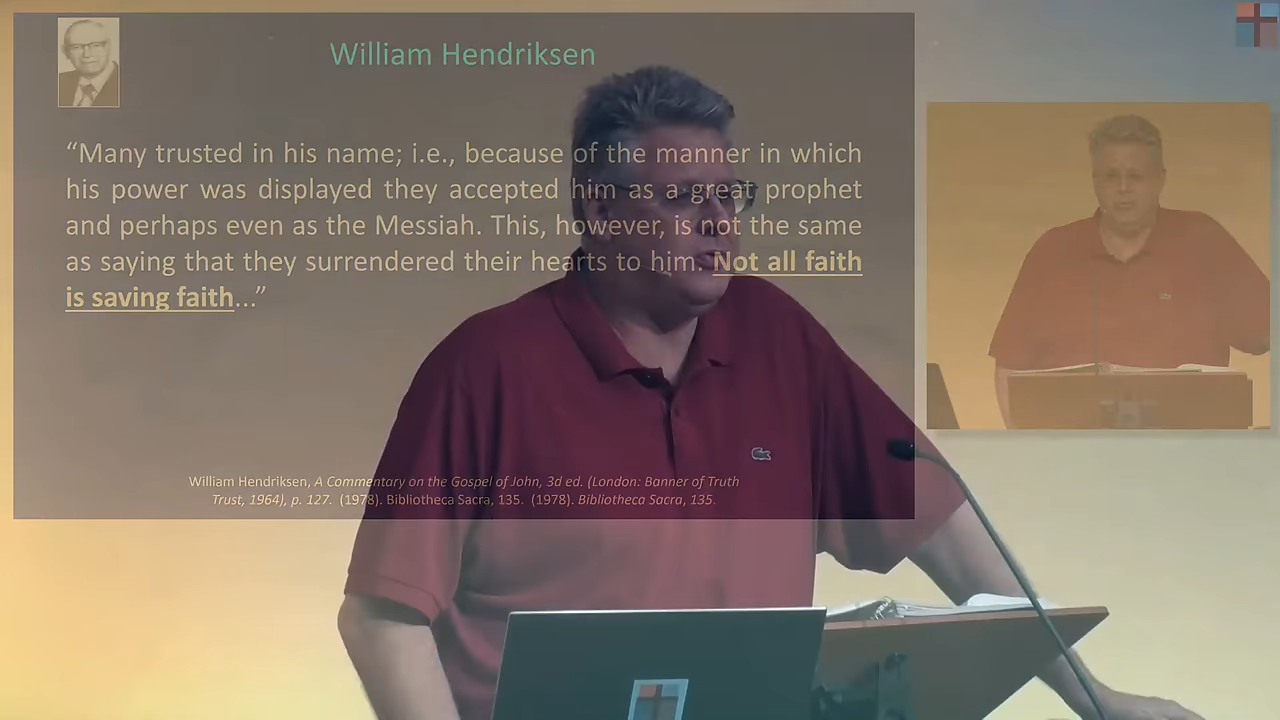 William Hendriksen
“Many trusted in his name; i.e., because of the manner in which
his power was displayed they accepted him as a great prophet
and perhaps even as the Messiah. This, however, is not the same
as saying that they surrendered their hearts to him. Not all faith
is saving faith...”
William Hendriksen, A Commentary on the Gospel of John, 3d ed. (London: Banner of Truth
Trust, 1964), p. 127. (1978). Bibliotheca Sacra, 135. (1978). Bibliotheca Sacra, 135.